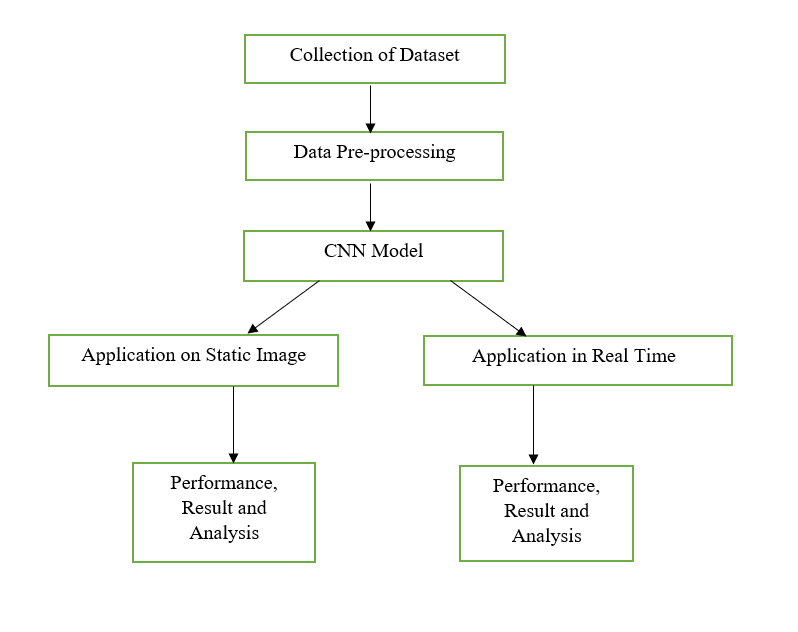 Collection of Dataset
Data Pre-processing
CNN Model
Application on Static Image
Application in Real Time
Performance,
Result and
Analysis
Performance,
Result and
Analysis